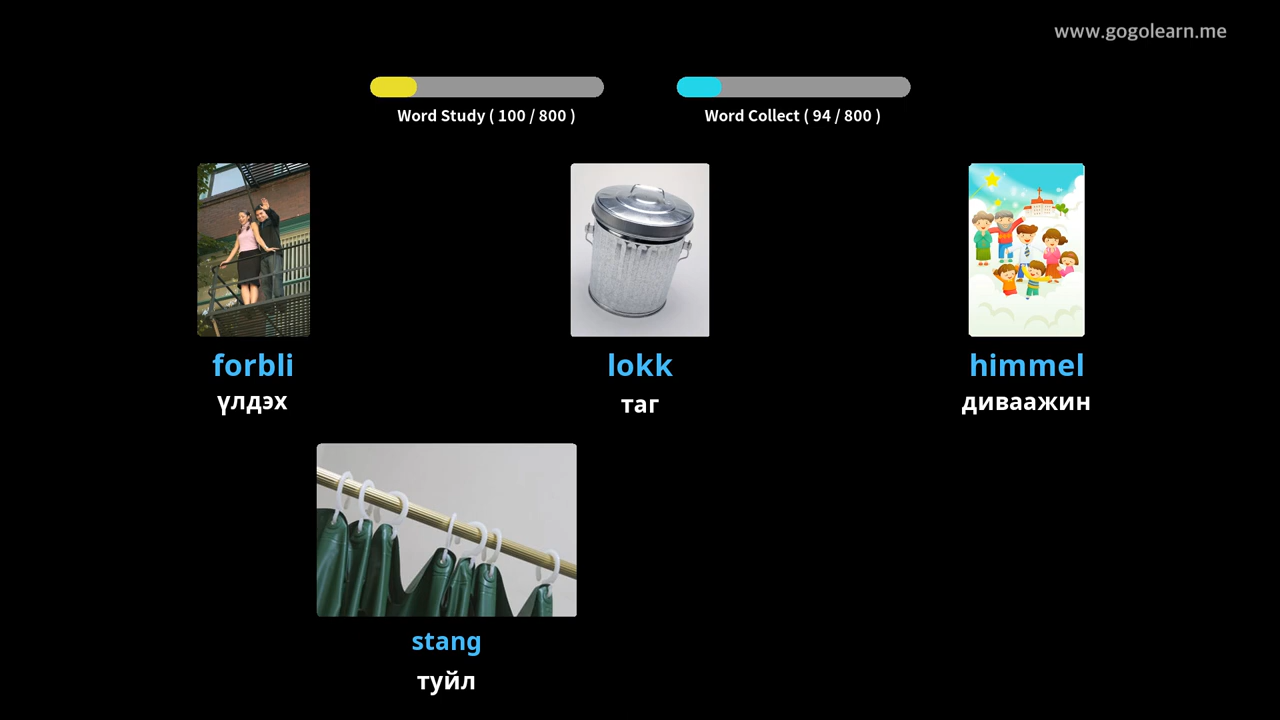 www.gogolearn.me
Word Study ( 100 / 800 )
Word Collect ( 94 / 800 )
forbli
үлдэх
lokk
таг
himmel
диваажин
stang
туйл